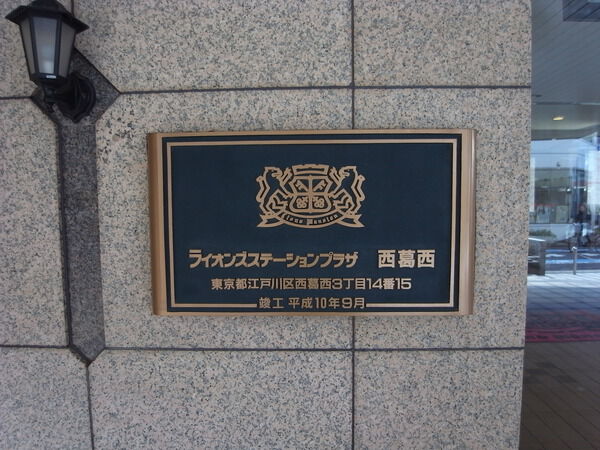 Lions Mansion
ライオンズステーションプラザ 西葛西
東京都江戸川区西葛西3丁目14番15
竣工 平成10年9月